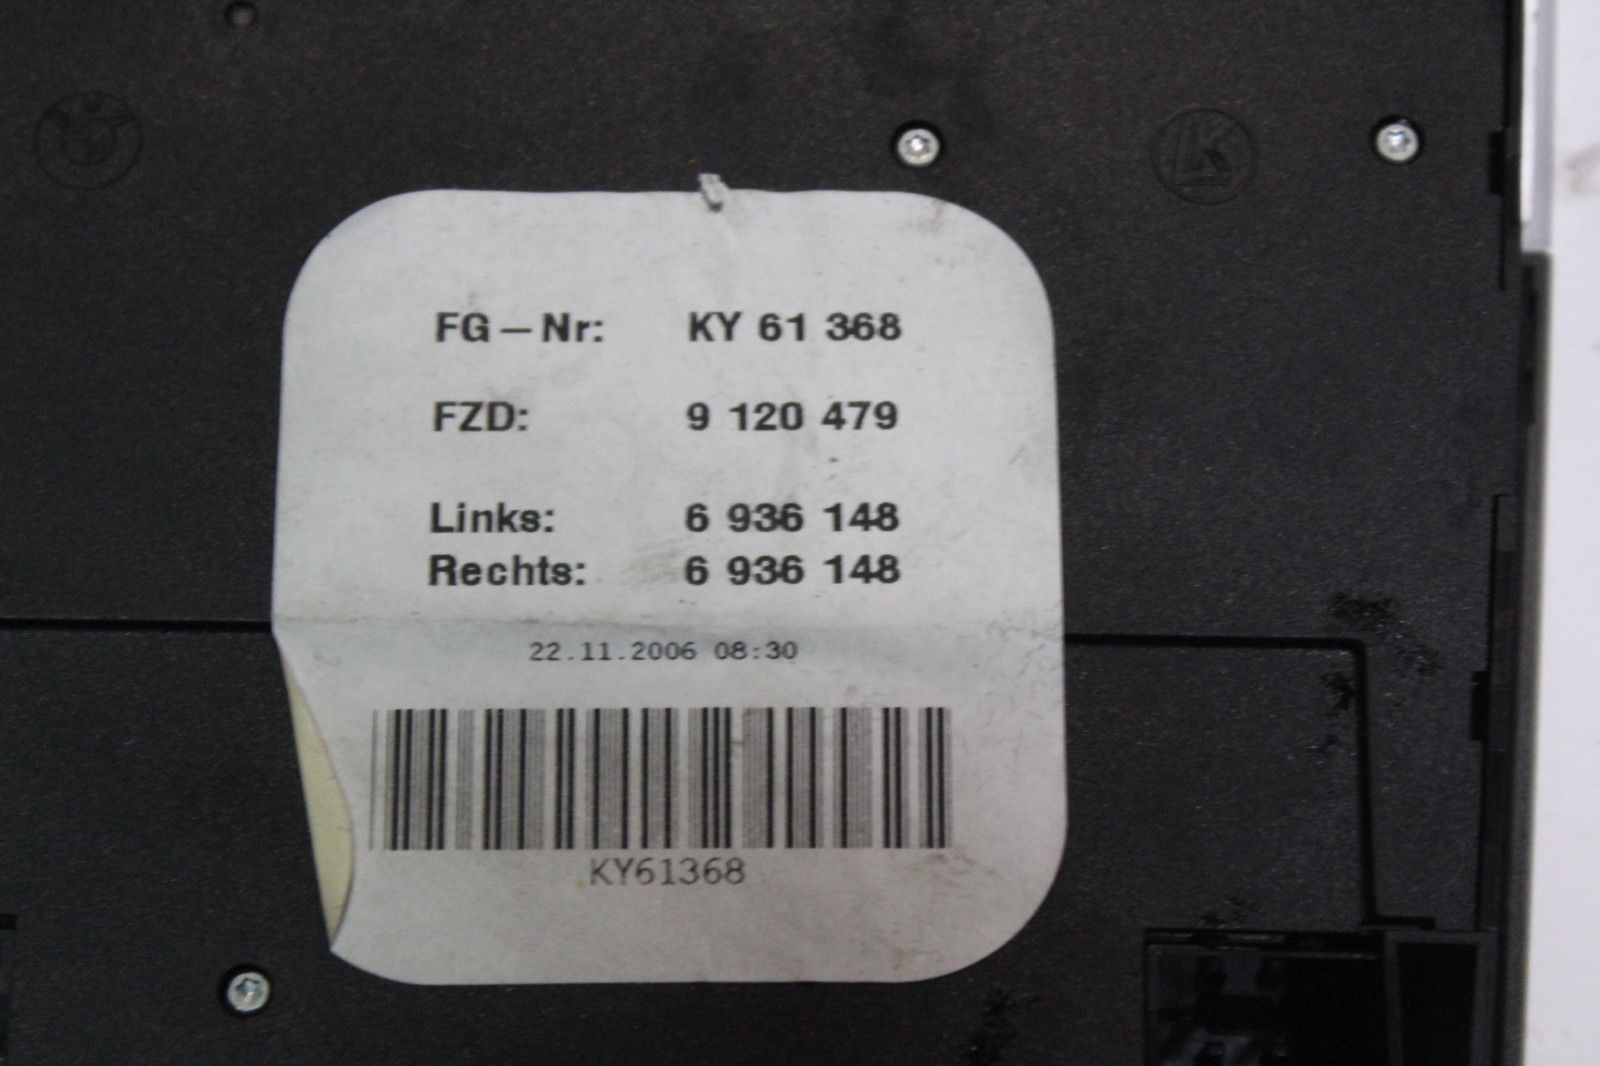 LK
FG – Nr: KY 61 368
FZD: 9 120 479
Links: 6 936 148
Rechts: 6 936 148
22.11.2006 08:30
KY61368